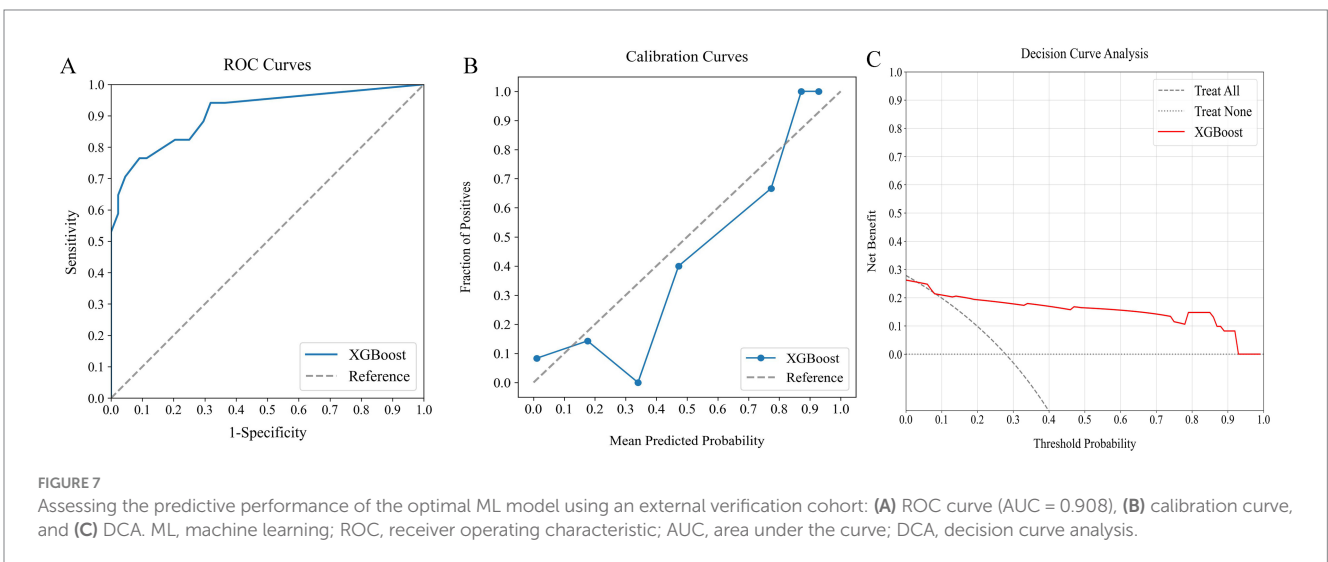 A
ROC Curves
1.0
0.9
0.8
0.7
0.6
0.5
0.4
0.3
0.2
0.1
0.0
Sensitivity
0.0 0.1 0.2 0.3 0.4 0.5 0.6 0.7 0.8 0.9 1.0
1-Specificity
XGBoost
Reference
B
Calibration Curves
1.0
0.9
0.8
0.7
0.6
0.5
0.4
0.3
0.2
0.1
0.0
Fraction of Positives
0.0 0.1 0.2 0.3 0.4 0.5 0.6 0.7 0.8 0.9 1.0
Mean Predicted Probability
XGBoost
Reference
C
Decision Curve Analysis
1.0
0.9
0.8
0.7
0.6
0.5
0.4
0.3
0.2
0.1
0.0
Net Benefit
0.0 0.1 0.2 0.3 0.4 0.5 0.6 0.7 0.8 0.9 1.0
Threshold Probability
Treat All
Treat None
XGBoost
FIGURE 7
Assessing the predictive performance of the optimal ML model using an external verification cohort: (A) ROC curve (AUC = 0.908), (B) calibration curve,
and (C) DCA. ML, machine learning; ROC, receiver operating characteristic; AUC, area under the curve; DCA, decision curve analysis.